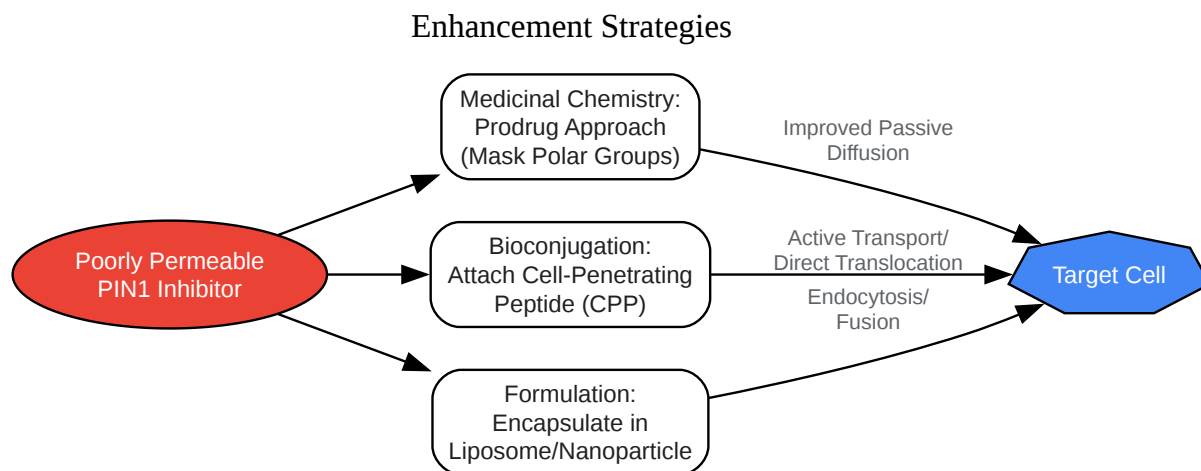 Enhancement Strategies
Poorly Permeable
PIN1 Inhibitor
Medicinal Chemistry:
Prodrug Approach
(Mask Polar Groups)
Bioconjugation:
Attach Cell-Penetrating
Peptide (CPP)
Formulation:
Encapsulate in
Liposome/Nanoparticle
Improved Passive
Diffusion
Active Transport/
Direct Translocation
Endocytosis/
Fusion
Target Cell